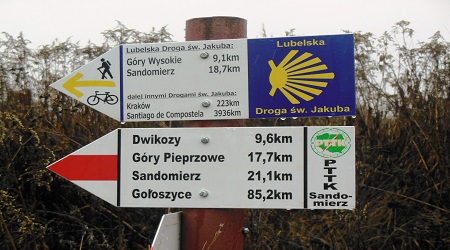 Lubelska Droga św. Jakuba:
Góry Wysokie 9,1km
Sandomierz 18,7km
dalej innymi Drogami św. Jakuba:
Kraków 223km
Santiago de Compostela 3936km
Lubelska
Droga św. Jakuba
Dwikozy 9,6km
Góry Pieprzowe 17,7km
Sandomierz 21,1km
Gołoszyce 85,2km
PTTK
PTTK
Sando-
mierz